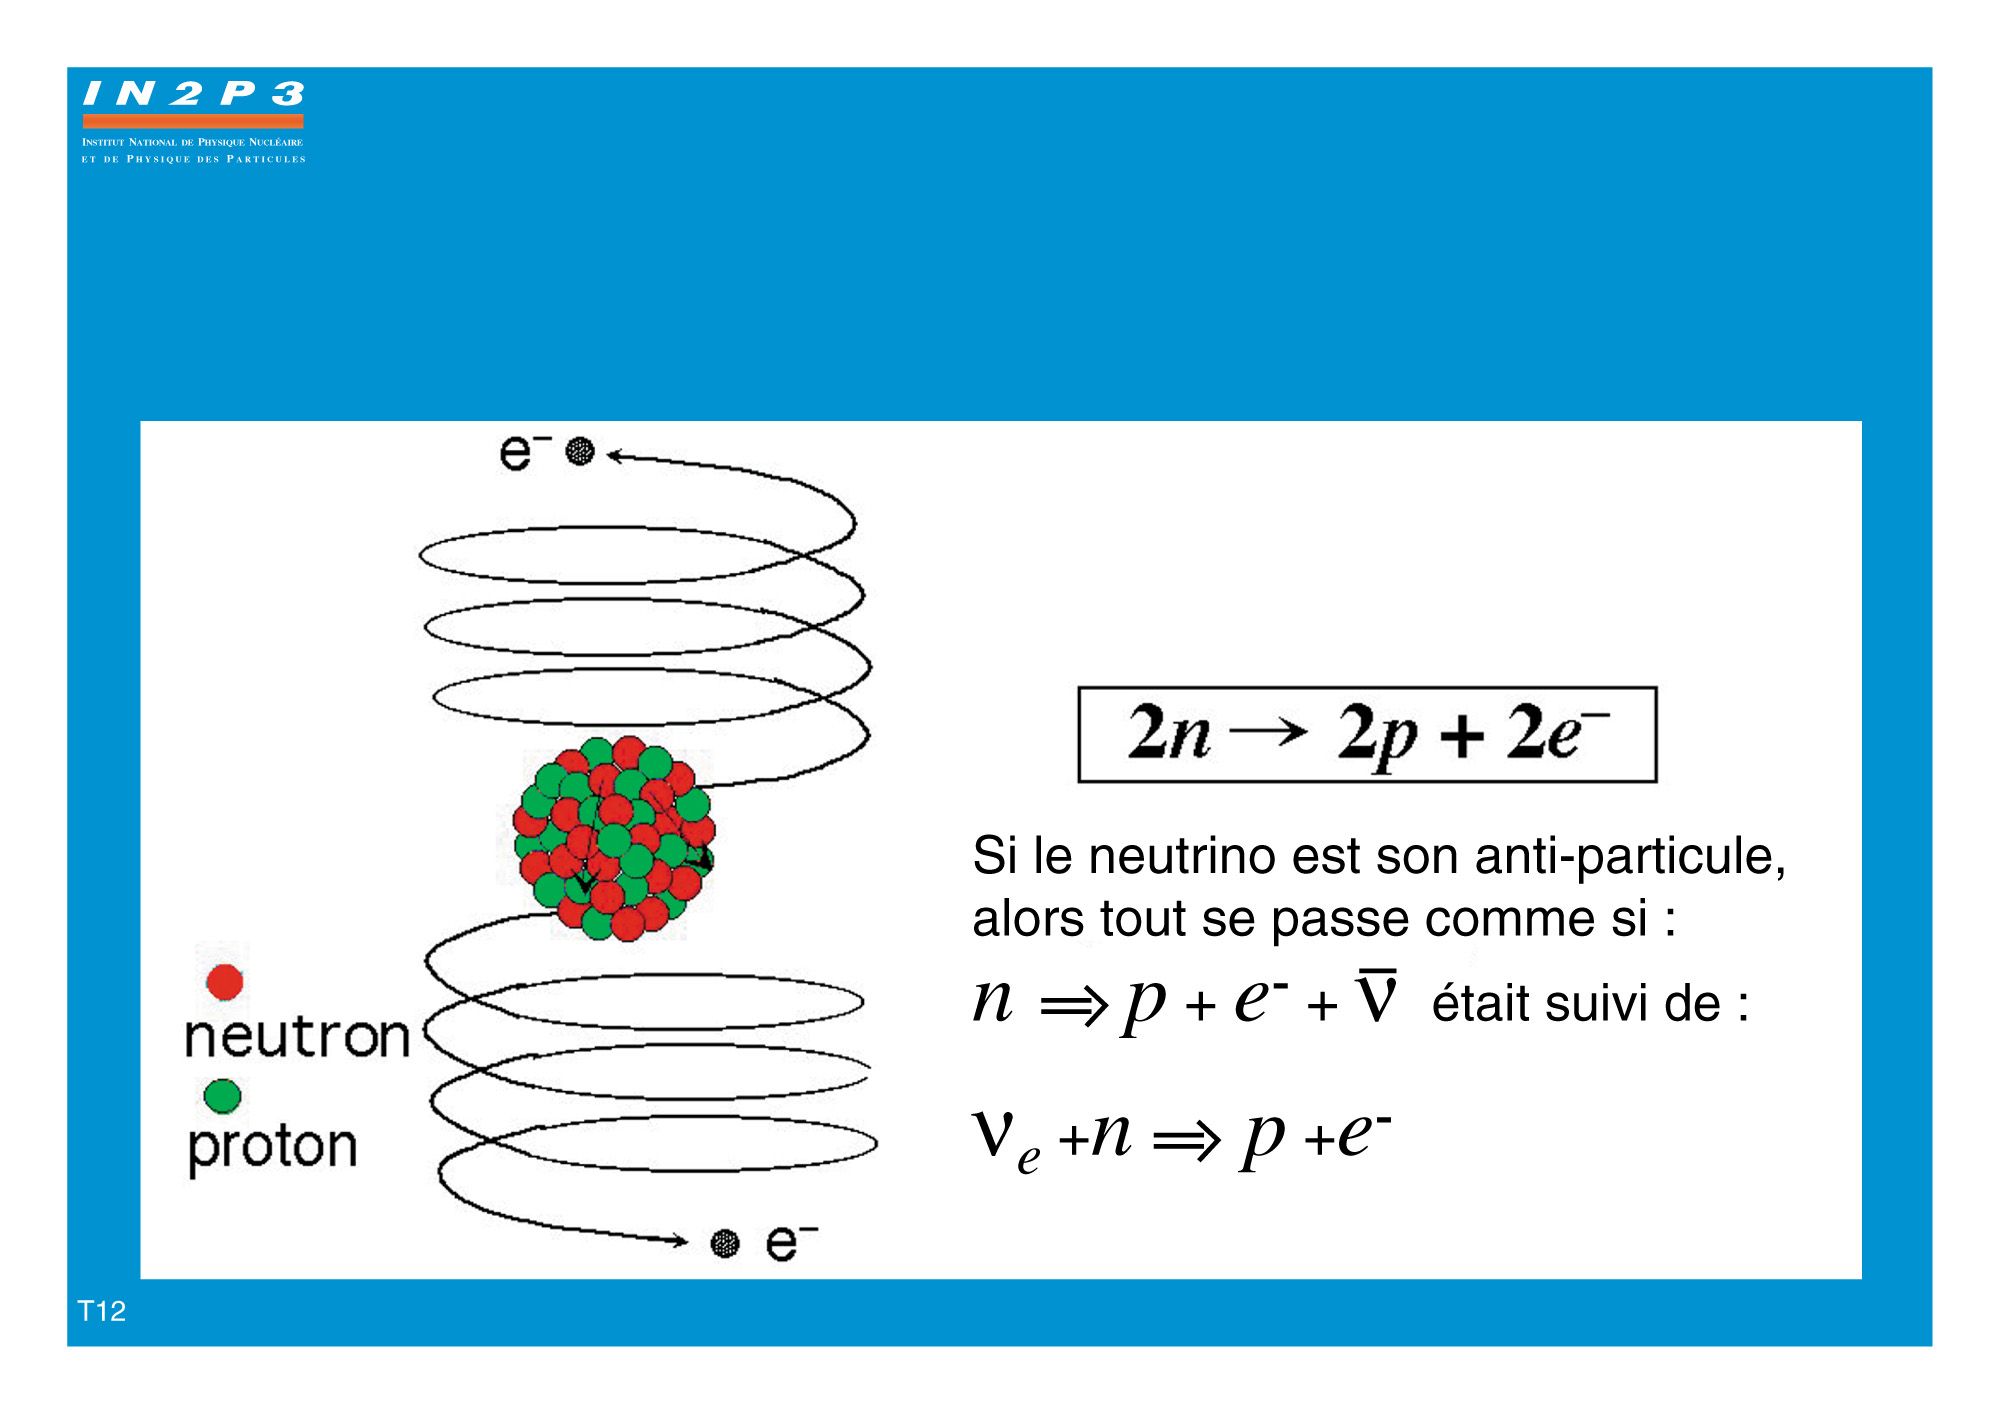 IN2P3
INSTITUT NATIONAL DE PHYSIQUE NUCLÉAIRE
ET DE PHYSIQUE DES PARTICULES
e⁻
2n → 2p + 2e⁻
Si le neutrino est son anti-particule,
alors tout se passe comme si :
n ⇒ p + e⁻ + ν̅ était suivi de :
νₑ +n ⇒ p +e⁻
neutron
proton
e⁻
T12